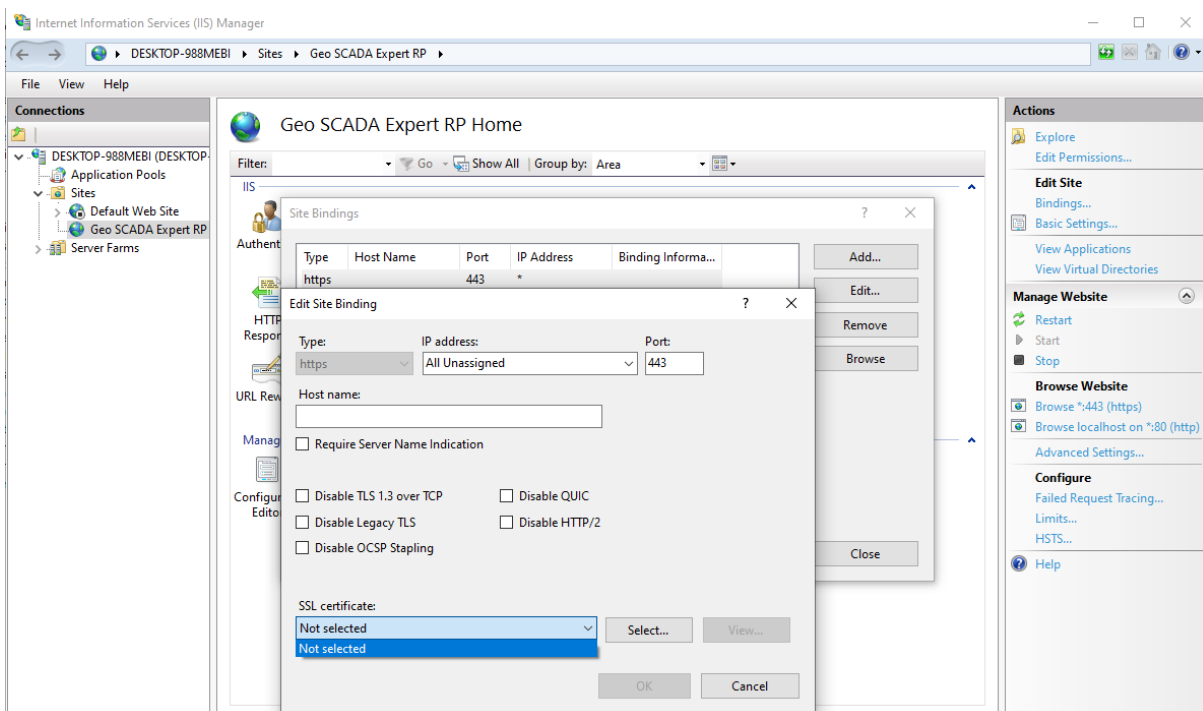 Internet Information Services (IIS) Manager
DESKTOP-988MEBI Sites Geo SCADA Expert RP
File View Help
Connections
DESKTOP-988MEBI (DESKTOP-
Application Pools
Sites
Default Web Site
Geo SCADA Expert RP
Server Farms
Geo SCADA Expert RP Home
Filter: Go Show All Group by: Area
IIS
Authent
HTTP
Respor
URL Rew
Manag
Configur
Edito
Site Bindings ?
Type Host Name Port IP Address Binding Informa...
https 443 *
Add...
Edit...
Remove
Browse
Close
Edit Site Binding ?
Type: IP address: Port:
https All Unassigned 443
Host name:
Require Server Name Indication
Disable TLS 1.3 over TCP Disable QUIC
Disable Legacy TLS Disable HTTP/2
Disable OCSP Stapling
SSL certificate:
Not selected Select... View...
Not selected
OK Cancel
Actions
Explore
Edit Permissions...
Edit Site
Bindings...
Basic Settings...
View Applications
View Virtual Directories
Manage Website
Restart
Start
Stop
Browse Website
Browse *:443 (https)
Browse localhost on *:80 (http)
Advanced Settings...
Configure
Failed Request Tracing...
Limits...
HSTS...
Help